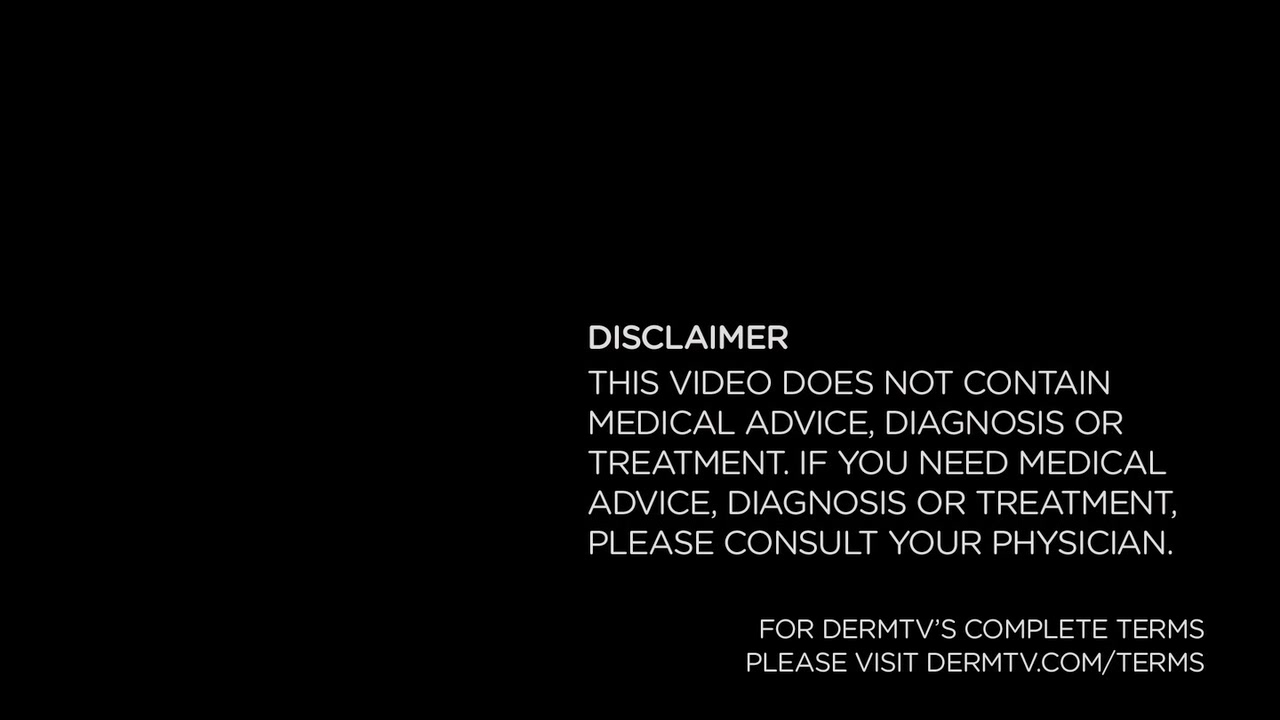 DISCLAIMER
THIS VIDEO DOES NOT CONTAIN
MEDICAL ADVICE, DIAGNOSIS OR
TREATMENT. IF YOU NEED MEDICAL
ADVICE, DIAGNOSIS OR TREATMENT,
PLEASE CONSULT YOUR PHYSICIAN.
FOR DERMTV’S COMPLETE TERMS
PLEASE VISIT DERMTV.COM/TERMS